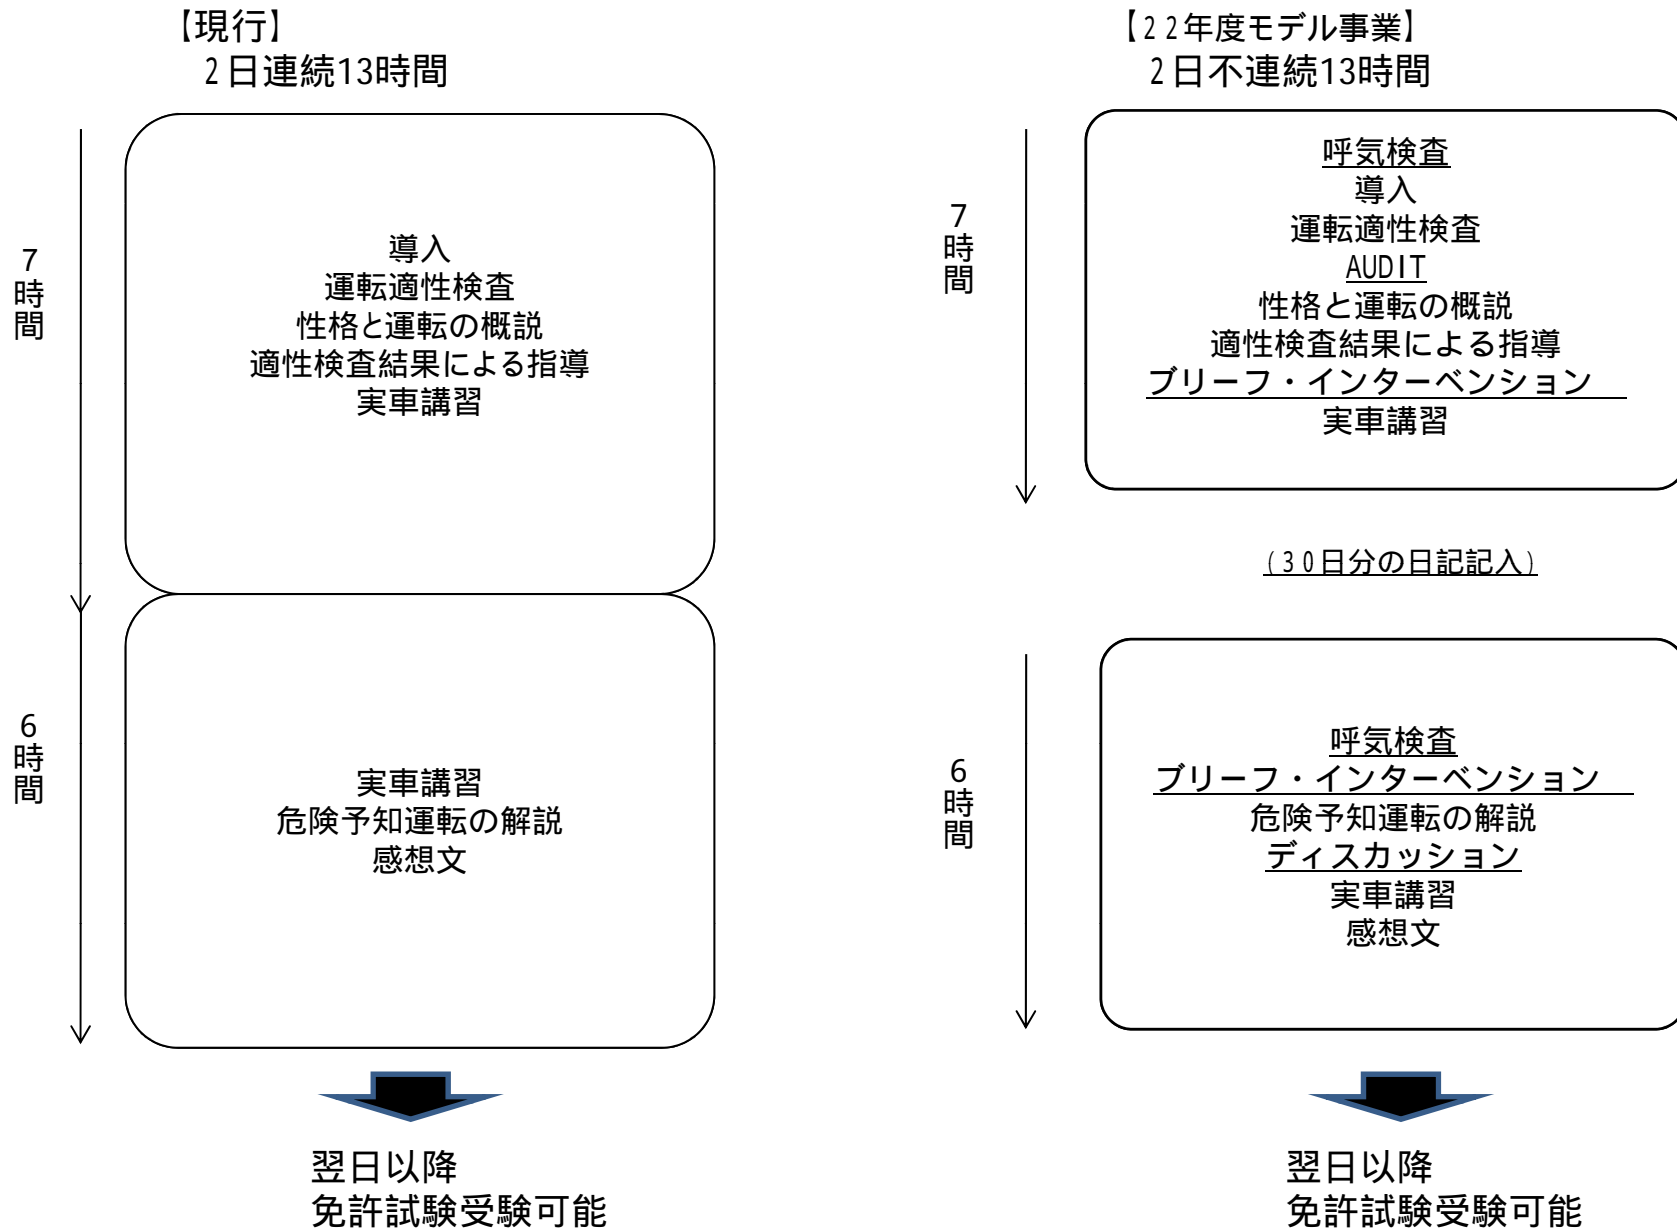 【現行】
2日連続13時間
7時間
導入
運転適性検査
性格と運転の概説
適性検査結果による指導
実車講習
6時間
実車講習
危険予知運転の解説
感想文
翌日以降
免許試験受験可能
【22年度モデル事業】
2日不連続13時間
7時間
呼気検査
導入
運転適性検査
AUDIT
性格と運転の概説
適性検査結果による指導
ブリーフ・インターベンション
実車講習
(30日分の日記記入)
6時間
呼気検査
ブリーフ・インターベンション
危険予知運転の解説
ディスカッション
実車講習
感想文
翌日以降
免許試験受験可能